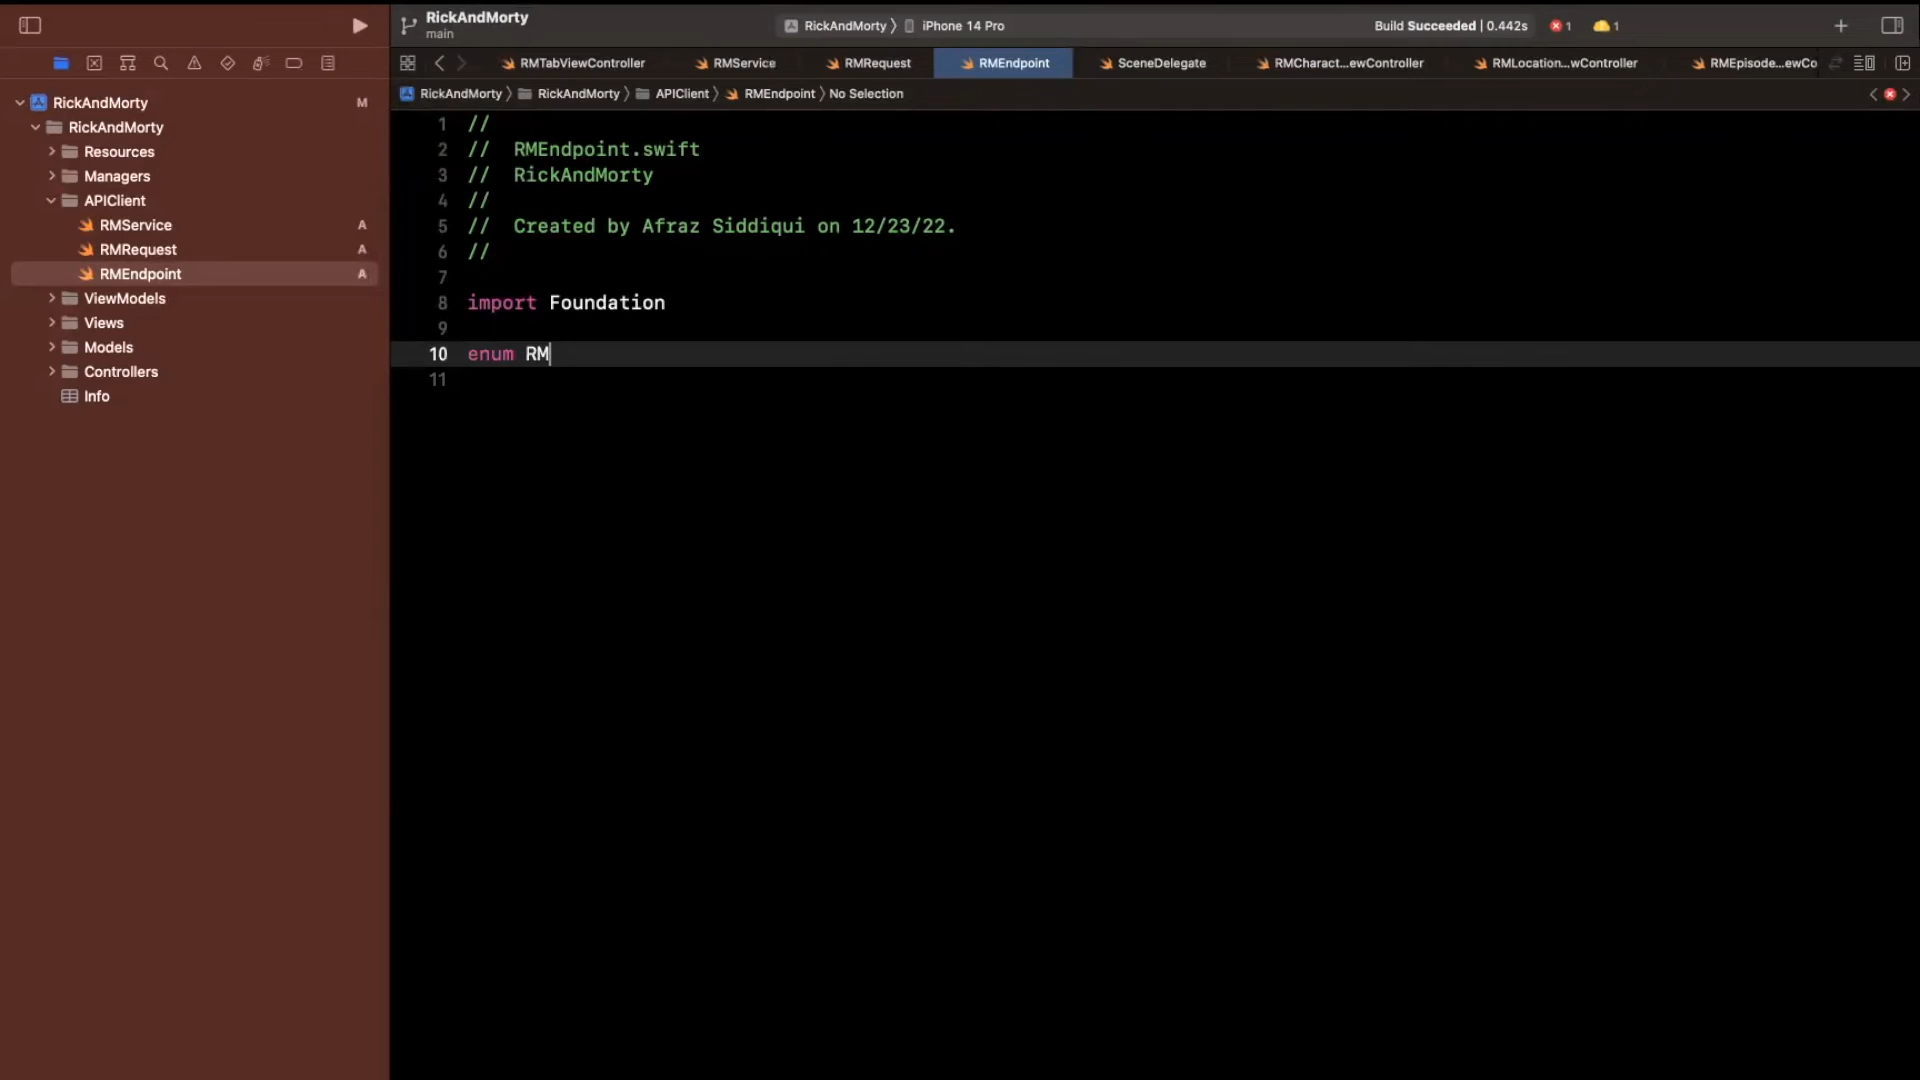 RickAndMorty
main
RickAndMorty
iPhone 14 Pro
Build Succeeded | 0.442s
1
1
RMTabViewController
RMService
RMRequest
RMEndpoint
SceneDelegate
RMCharact...ewController
RMLocation...wController
RMEpisode...ewCo
RickAndMorty
RickAndMorty
APIClient
RMEndpoint
No Selection
RickAndMorty M
RickAndMorty
Resources
Managers
APIClient
RMService A
RMRequest A
RMEndpoint A
ViewModels
Views
Models
Controllers
Info
1 //
2 // RMEndpoint.swift
3 // RickAndMorty
4 //
5 // Created by Afraz Siddiqui on 12/23/22.
6 //
7
8 import Foundation
9
10 enum RM
11